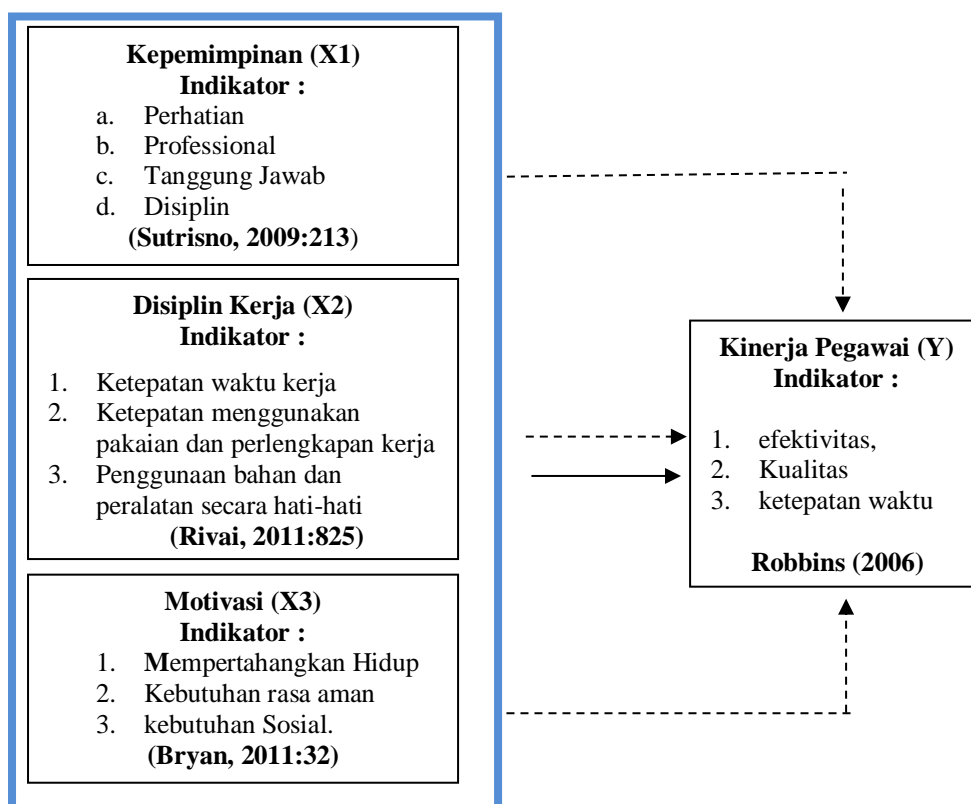 Kepemimpinan (X1)
Indikator :
a. Perhatian
b. Professional
c. Tanggung Jawab
d. Disiplin
(Sutrisno, 2009:213)
Disiplin Kerja (X2)
Indikator :
1. Ketepatan waktu kerja
2. Ketepatan menggunakan
pakaian dan perlengkapan kerja
3. Penggunaan bahan dan
peralatan secara hati-hati
(Rivai, 2011:825)
Motivasi (X3)
Indikator :
1. Mempertahangkan Hidup
2. Kebutuhan rasa aman
3. kebutuhan Sosial.
(Bryan, 2011:32)
Kinerja Pegawai (Y)
Indikator :
1. efektivitas,
2. Kualitas
3. ketepatan waktu
Robbins (2006)